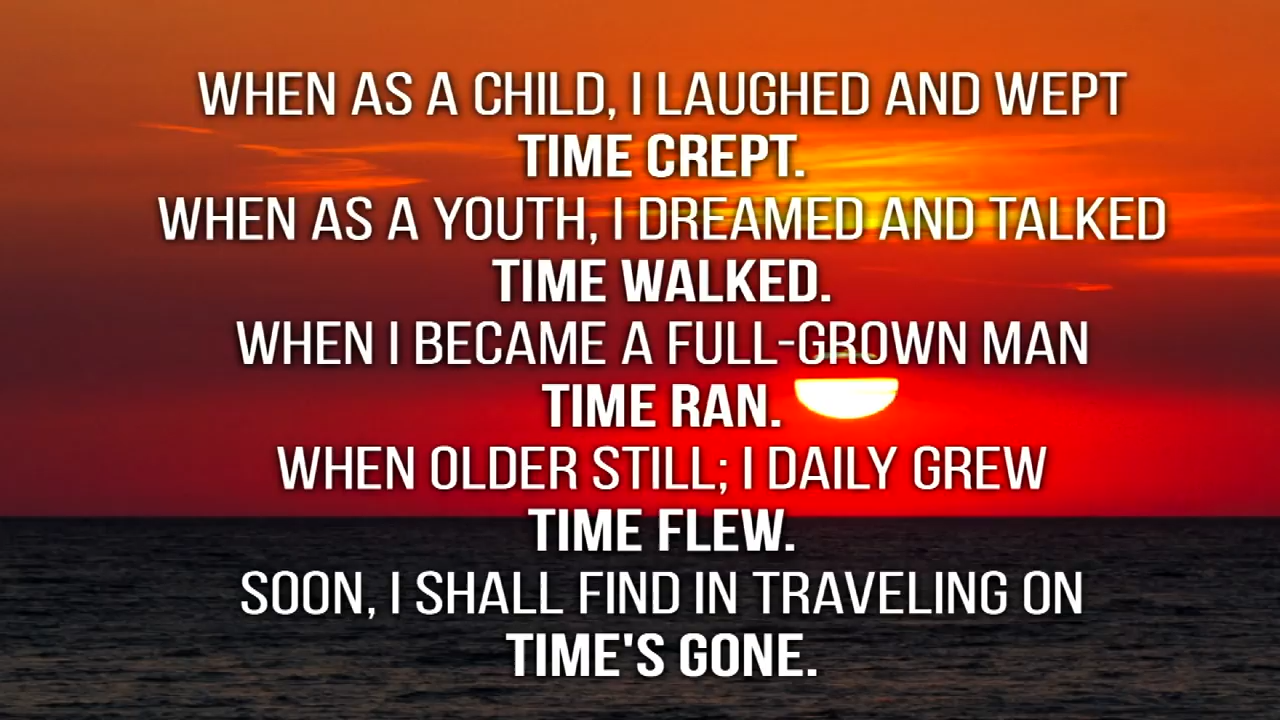 WHEN AS A CHILD, I LAUGHED AND WEPT
TIME CREPT.
WHEN AS A YOUTH, I DREAMED AND TALKED
TIME WALKED.
WHEN I BECAME A FULL-GROWN MAN
TIME RAN.
WHEN OLDER STILL; I DAILY GREW
TIME FLEW.
SOON, I SHALL FIND IN TRAVELING ON
TIME'S GONE.